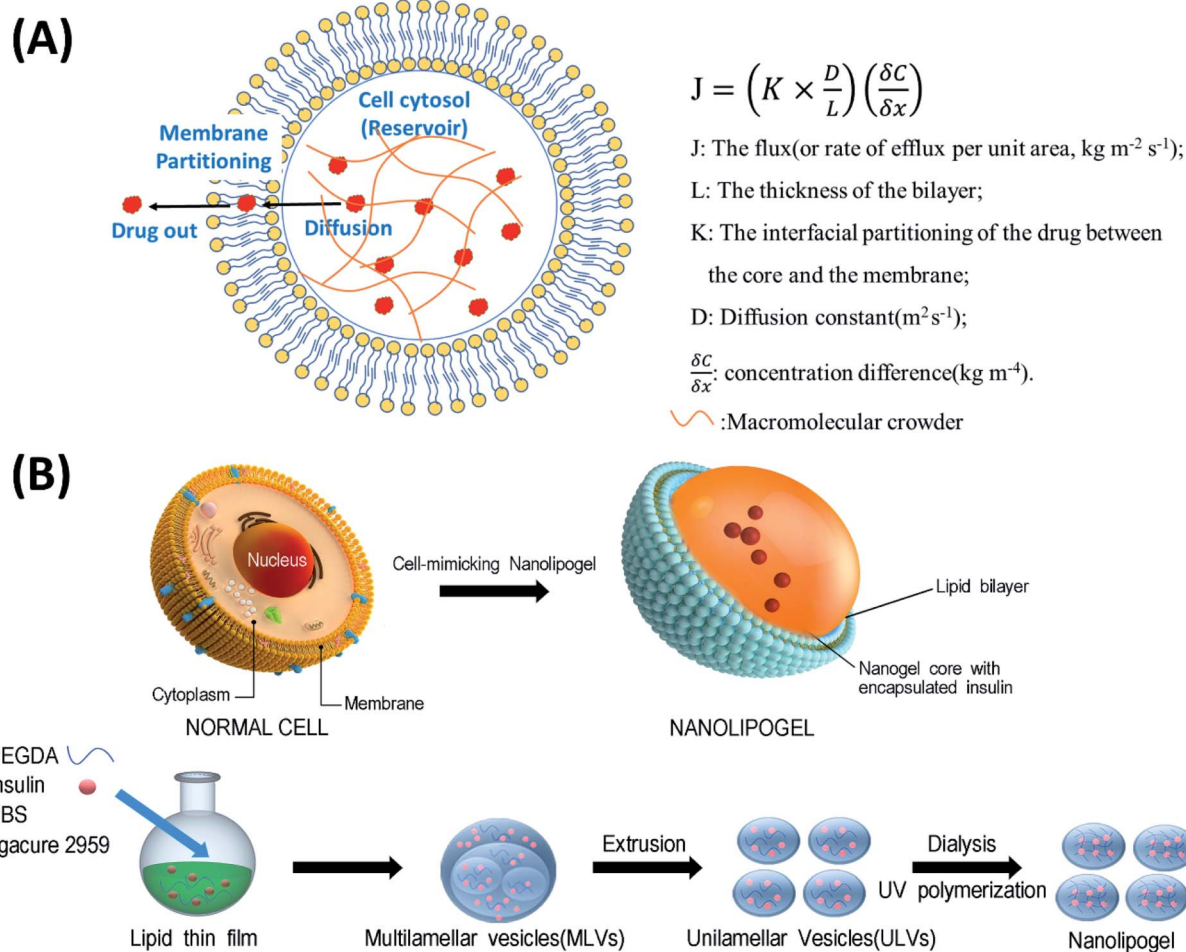 (A)
Cell cytosol
(Reservoir)
Membrane
Partitioning
Drug out
Diffusion
J = (K × D/L) (δC/δx)
J: The flux(or rate of efflux per unit area, kg m⁻² s⁻¹);
L: The thickness of the bilayer;
K: The interfacial partitioning of the drug between
the core and the membrane;
D: Diffusion constant(m²s⁻¹);
δC/δx: concentration difference(kg m⁻⁴).
:Macromolecular crowder
(B)
Nucleus
Cytoplasm
Membrane
NORMAL CELL
Cell-mimicking Nanolipogel
Lipid bilayer
Nanogel core with
encapsulated insulin
NANOLIPOGEL
EGDA
nsulin
BS
gacure 2959
Lipid thin film
Multilamellar vesicles(MLVs)
Extrusion
Unilamellar Vesicles(ULVs)
Dialysis
UV polymerization
Nanolipogel